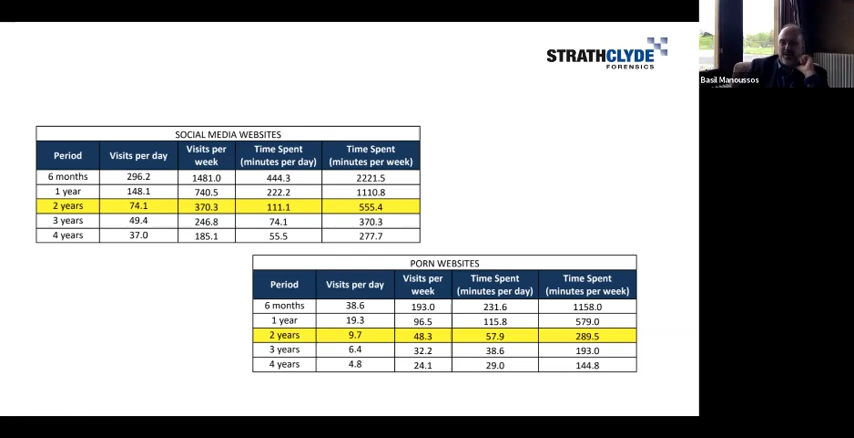 STRATHCLYDE
FORENSICS
Basil Manoussos
SOCIAL MEDIA WEBSITES
Period Visits per day Visits per week Time Spent (minutes per day) Time Spent (minutes per week)
6 months 296.2 1481.0 444.3 2221.5
1 year 148.1 740.5 222.2 1110.8
2 years 74.1 370.3 111.1 555.4
3 years 49.4 246.8 74.1 370.3
4 years 37.0 185.1 55.5 277.7
PORN WEBSITES
Period Visits per day Visits per week Time Spent (minutes per day) Time Spent (minutes per week)
6 months 38.6 193.0 231.6 1158.0
1 year 19.3 96.5 115.8 579.0
2 years 9.7 48.3 57.9 289.5
3 years 6.4 32.2 38.6 193.0
4 years 4.8 24.1 29.0 144.8